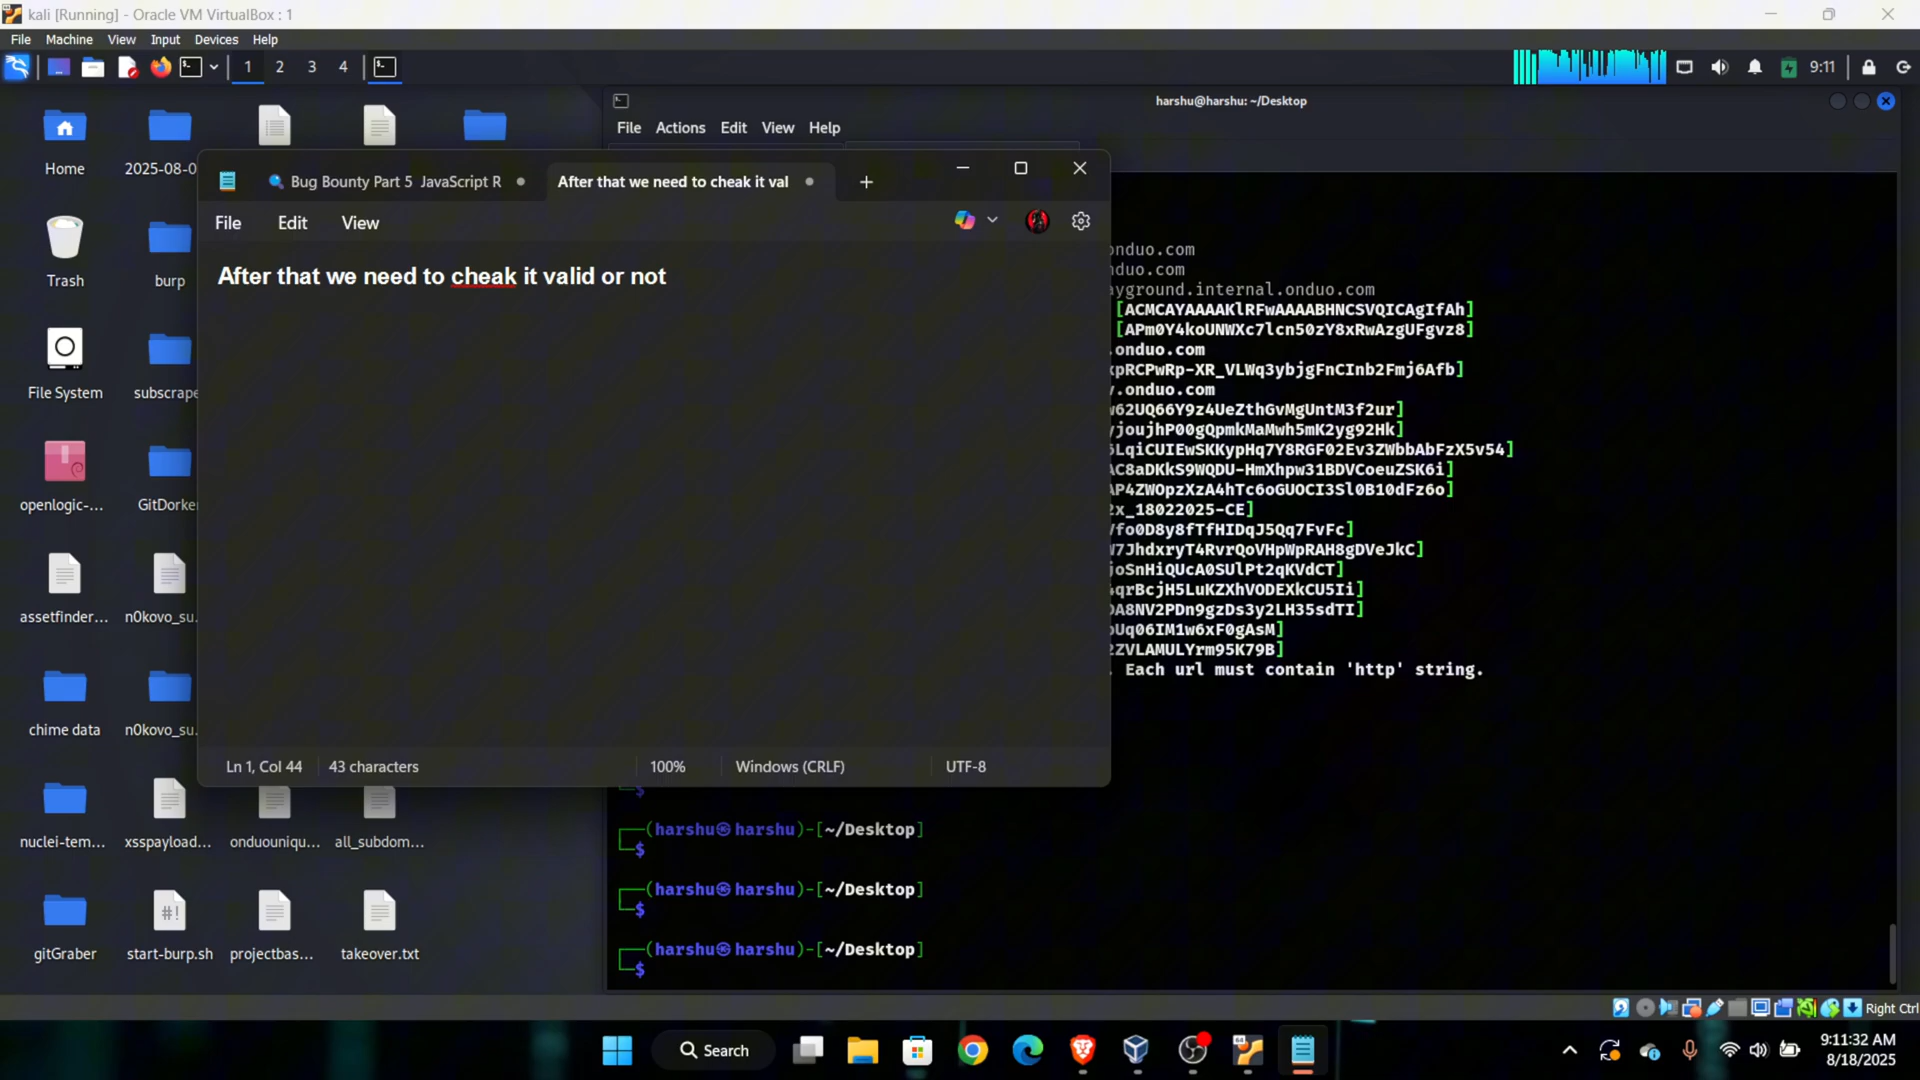 kali [Running] - Oracle VM VirtualBox : 1
File Machine View Input Devices Help
1 2 3 4
9:11
harshu@harshu: ~/Desktop
File Actions Edit View Help
Home
2025-08-0
Trash
burp
File System
subscrape
openlogic-...
GitDorke
assetfinder...
n0kovo_su.
chime data
n0kovo_su.
nuclei-tem...
xsspayload...
onduouniqu...
all_subdom...
gitGraber
start-burp.sh
projectbas...
takeover.txt
Bug Bounty Part 5 JavaScript R
After that we need to cheak it val
File Edit View
After that we need to cheak it valid or not
Ln 1, Col 44
43 characters
100%
Windows (CRLF)
UTF-8
onduo.com
duo.com
yground.internal.onduo.com
[ACMCAYAAAAKlRFwAAAABHNCSVQICAgIfAh]
[APm0Y4koUNWXc7lcn50zY8xRwAzgUFgvz8]
.onduo.com
pRCPwRp-XR_VLWq3ybjgFnCInb2Fmj6Afb]
.onduo.com
62UQ66Y9z4UeZthGvMgUntM3f2ur]
joujhP00gQpmkMaMwh5mK2yg92Hk]
LqiCUIEwSKKypHq7Y8RGF02Ev3ZWbbAbFzX5v54]
C8aDKkS9WQDU-HmXhpw31BDVCoeuZSK6i]
P4ZWOpzXzA4hTc6oGUOCI3Sl0B10dFz6o]
x_18022025-CE]
fo0D8y8fTfHIDqJ5Qq7FvFc]
7JhdxryT4RvrQoVHpWpRAH8gDVeJkC]
oSnHiQUcA0SUlPt2qKVdCT]
qrBcjH5LuKZXhVODEXkCU5Ii]
A8NV2PDn9gzDs3y2LH35sdTI]
Uq06IM1w6xF0gAsM]
ZVLAMULYrm95K79B]
. Each url must contain 'http' string.
$
(harshu㉿harshu)-[~/Desktop]
$
(harshu㉿harshu)-[~/Desktop]
$
(harshu㉿harshu)-[~/Desktop]
$
Right Ctrl
Search
9:11:32 AM
8/18/2025